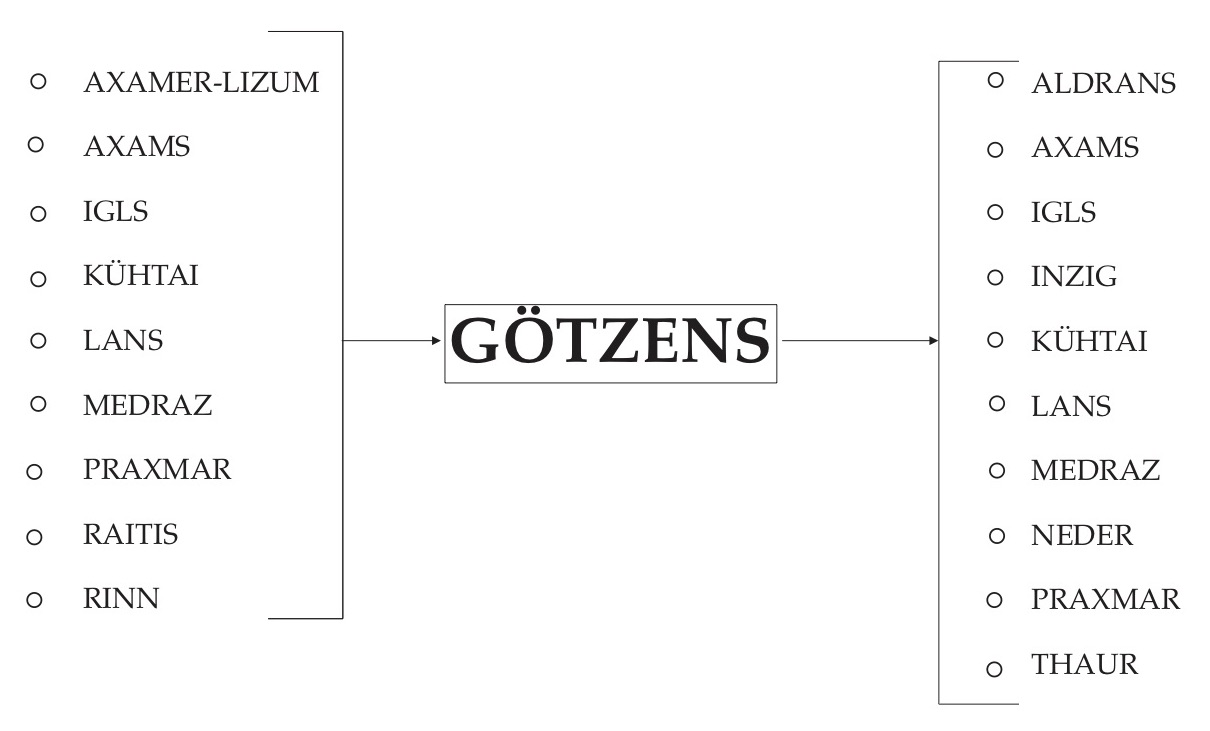 AXAMER-LIZUM
AXAMS
IGLS
KÜHTAI
LANS
MEDRAZ
PRAXMAR
RAITIS
RINN
GÖTZENS
ALDRANS
AXAMS
IGLS
INZIG
KÜHTAI
LANS
MEDRAZ
NEDER
PRAXMAR
THAUR